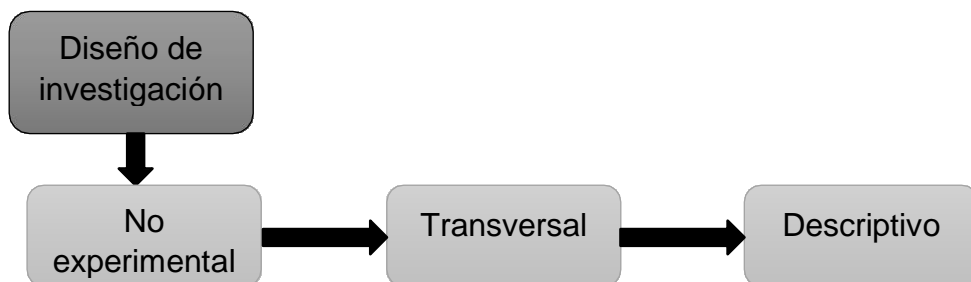 Diseño de
investigación
No
experimental
Transversal
Descriptivo